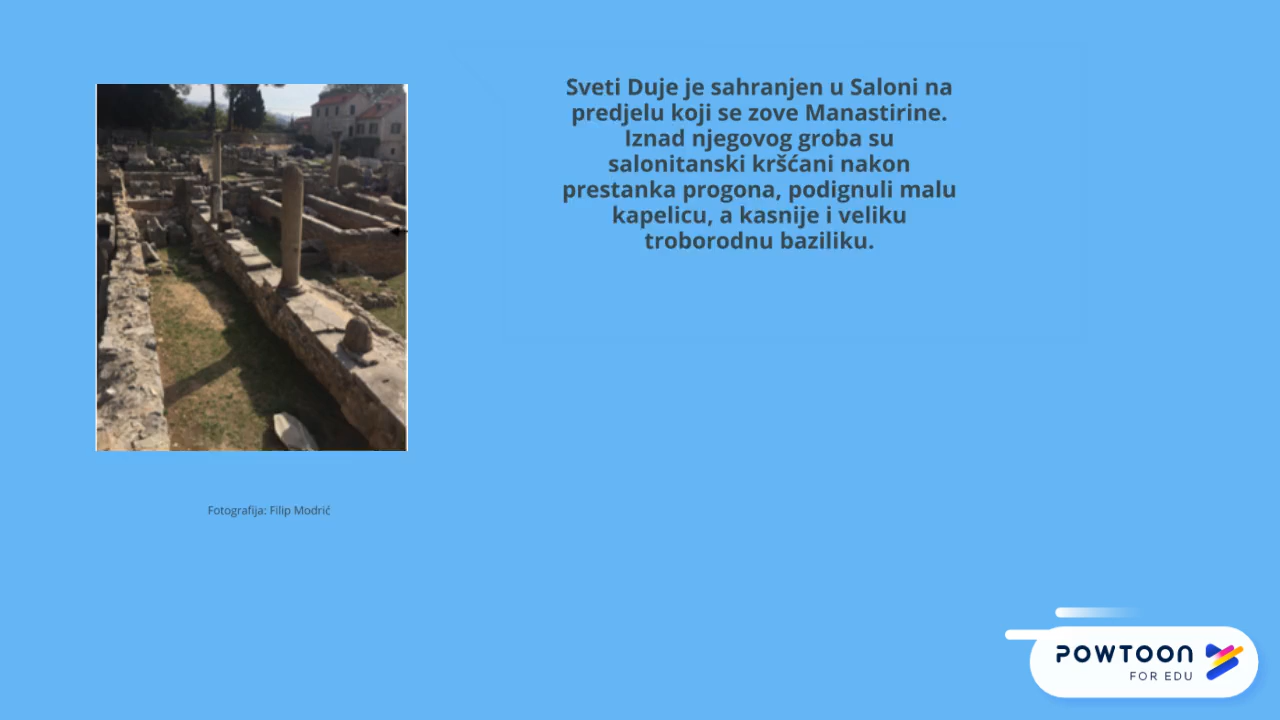 Sveti Duje je sahranjen u Saloni na
predjelu koji se zove Manastirine.
Iznad njegovog groba su
salonitanski kršćani nakon
prestanka progona, podignuli malu
kapelicu, a kasnije i veliku
troborodnu baziliku.
Fotografija: Filip Modrić
POWTOON
FOR EDU